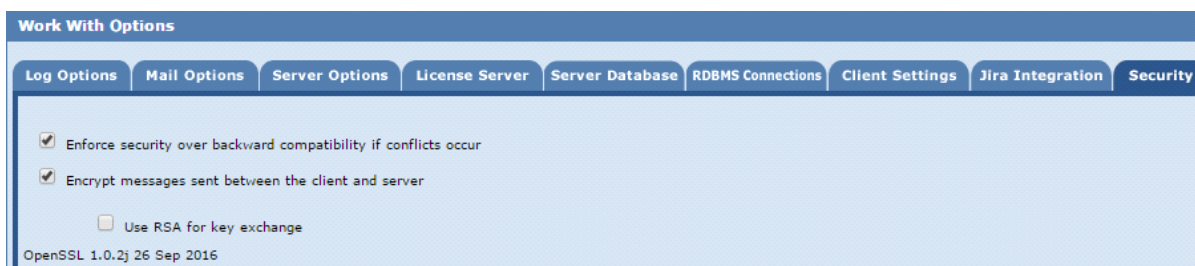 Work With Options
Log Options Mail Options Server Options License Server Server Database RDBMS Connections Client Settings Jira Integration Security
Enforce security over backward compatibility if conflicts occur
Encrypt messages sent between the client and server
Use RSA for key exchange
OpenSSL 1.0.2j 26 Sep 2016